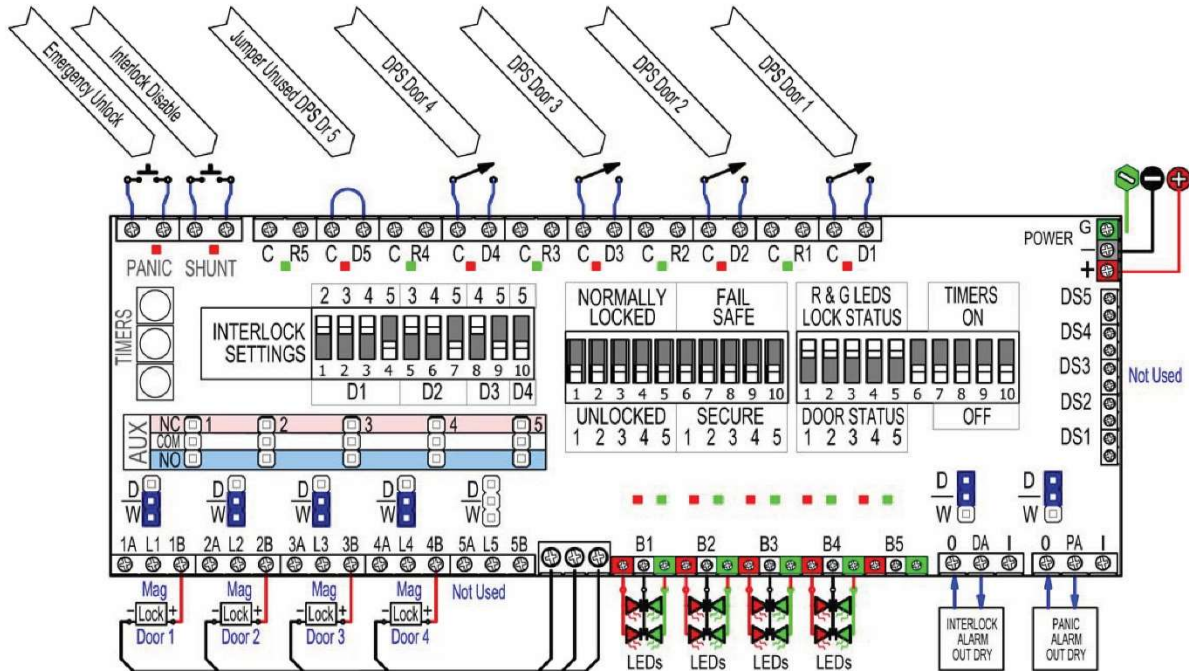 Emergency Unlock
Interlock Disable
Jumper Unused DPS Dr 5
DPS Door 4
DPS Door 3
DPS Door 2
DPS Door 1
C R5 C D5 C R4 C D4 C R3 C D3 C R2 C D2 C R1 C D1
PANIC SHUNT
POWER G
−
+
TIMERS
INTERLOCK SETTINGS
2 3 4 5 3 4 5 4 5 5
1 2 3 4 5 6 7 8 9 10
D1 D2 D3 D4
NORMALLY LOCKED
FAIL SAFE
1 2 3 4 5 6 7 8 9 10
UNLOCKED SECURE
1 2 3 4 5 1 2 3 4 5
R & G LEDS LOCK STATUS
TIMERS ON
1 2 3 4 5 6 7 8 9 10
DOOR STATUS OFF
1 2 3 4 5
DS5
DS4
DS3
DS2
DS1
Not Used
AUX
NC 1 2 3 4 5
COM
NO
D D D D D D D
W W W W W W W
1A L1 1B 2A L2 2B 3A L3 3B 4A L4 4B 5A L5 5B
B1 B2 B3 B4 B5
O DA I O PA I
Mag Mag Mag Mag Not Used
− Lock + − Lock + − Lock + − Lock +
Door 1 Door 2 Door 3 Door 4
LEDs LEDs LEDs LEDs
INTERLOCK
ALARM
OUT DRY
PANIC
ALARM
OUT DRY